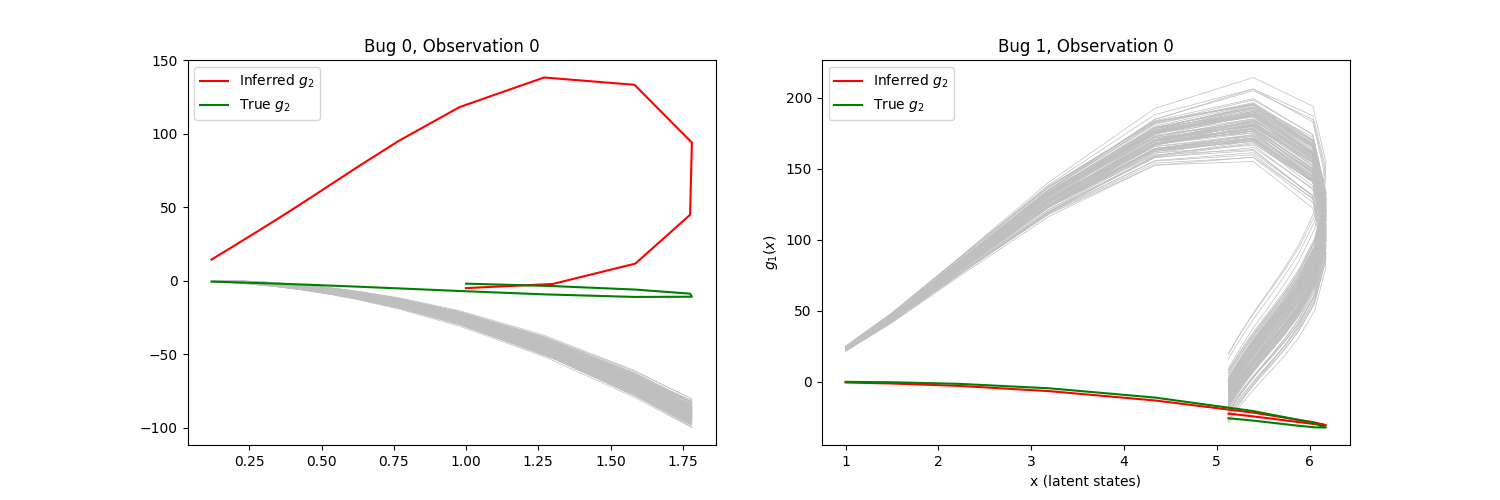 Bug 0, Observation 0
Inferred g₂
True g₂
150
100
50
0
−50
−100
0.25 0.50 0.75 1.00 1.25 1.50 1.75
Bug 1, Observation 0
Inferred g₂
True g₂
200
150
100
50
0
g₁(x)
1 2 3 4 5 6
x (latent states)